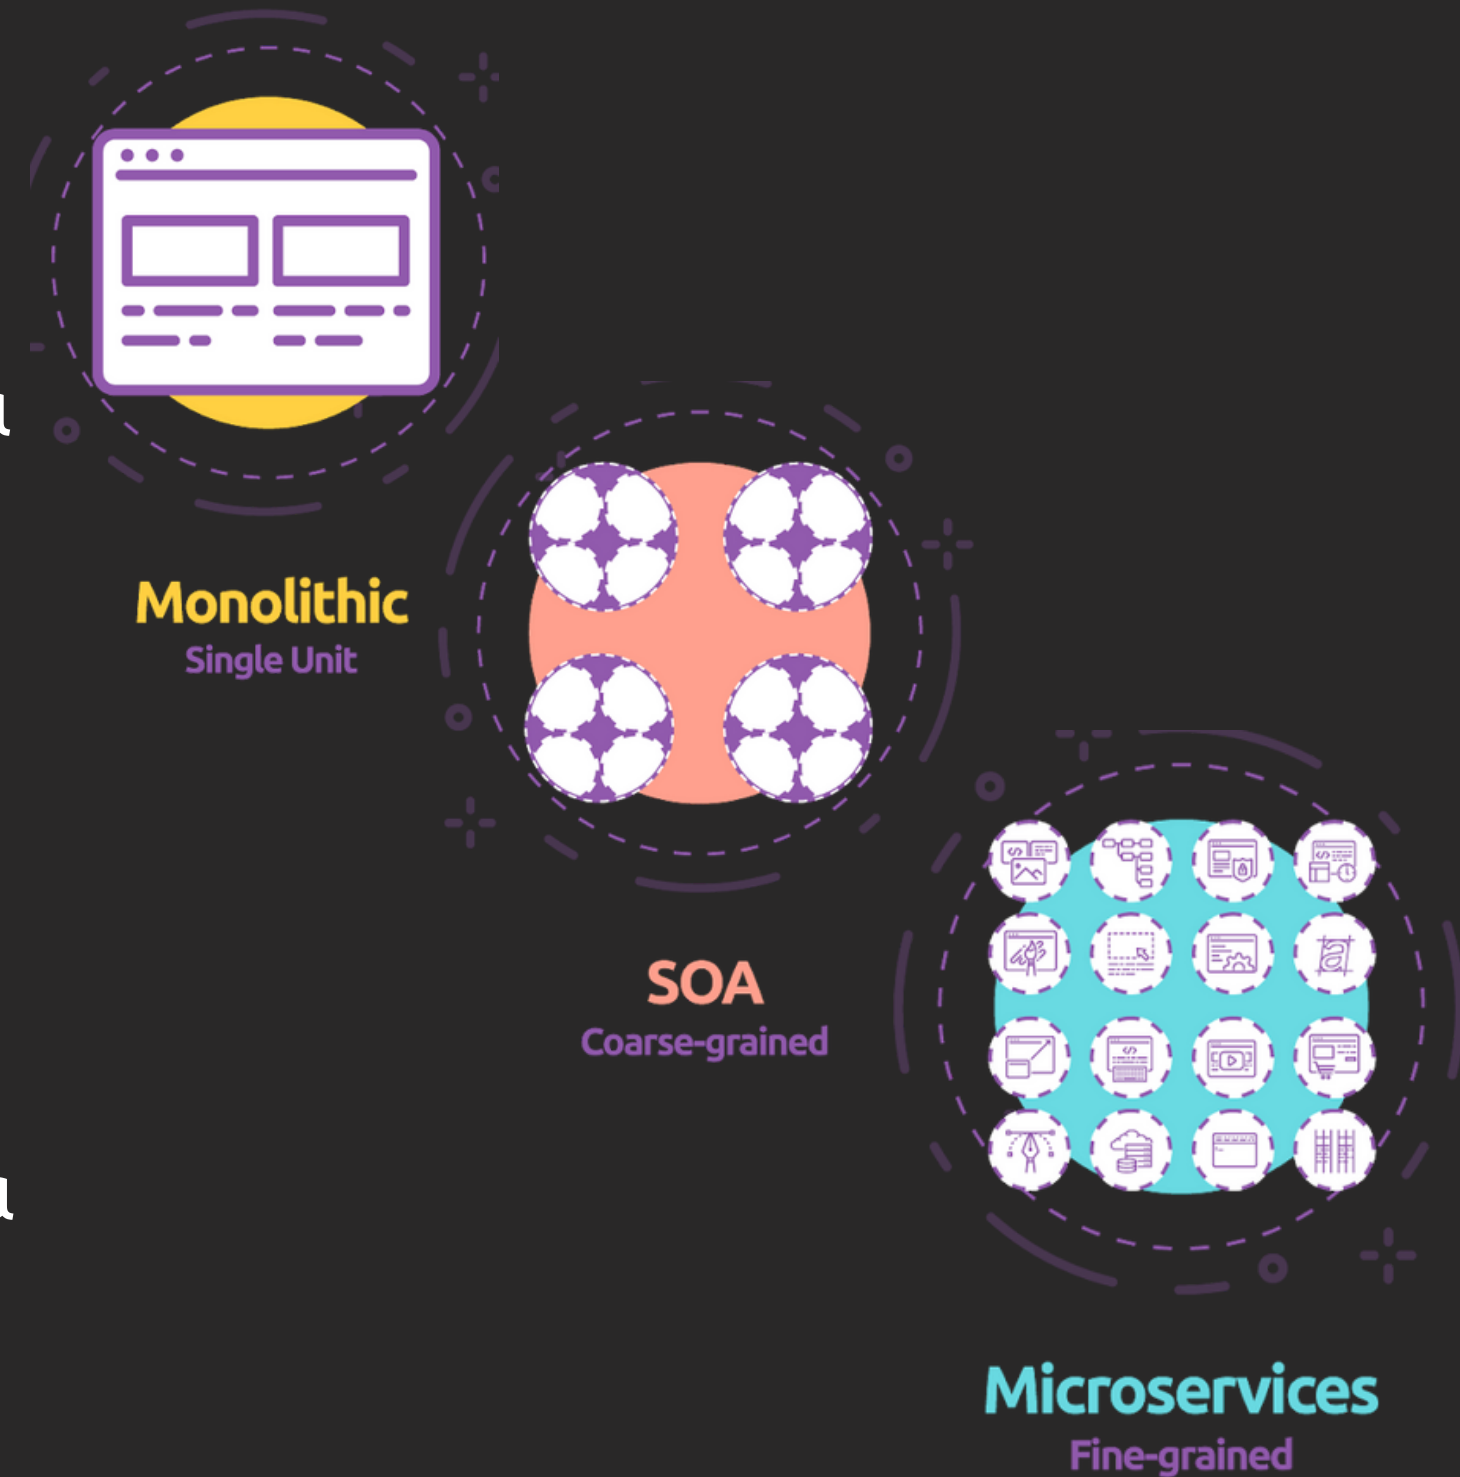 Monolithic
Single Unit
SOA
Coarse-grained
Microservices
Fine-grained